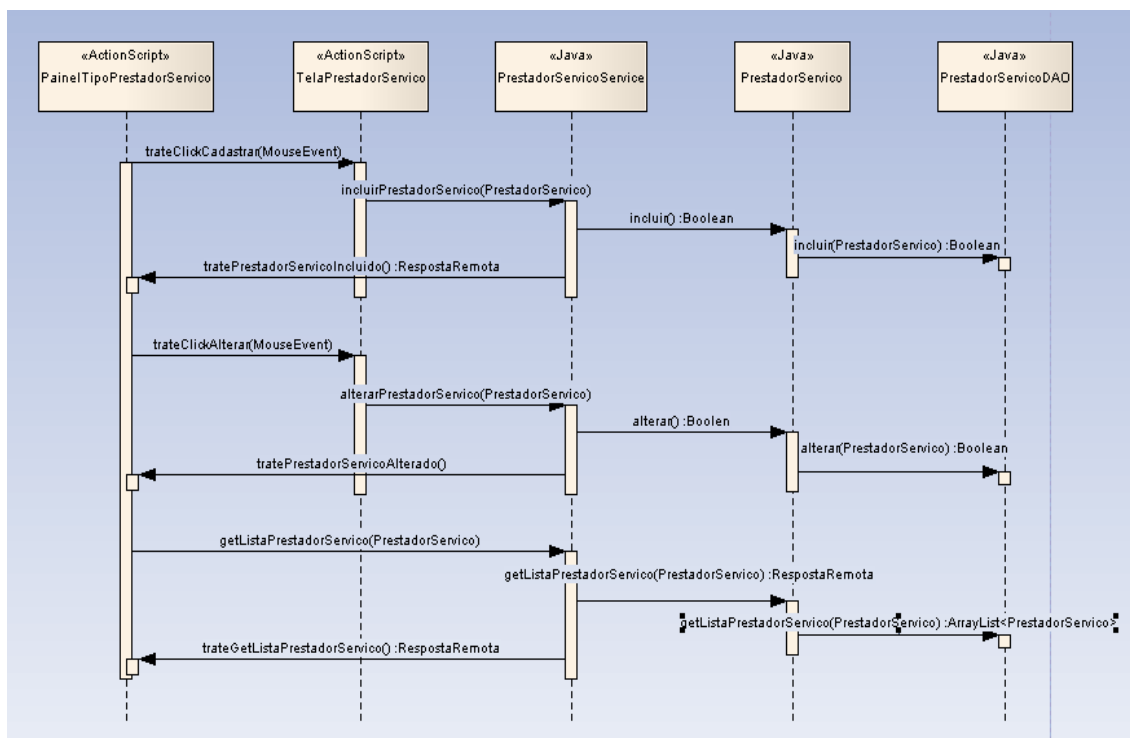 «ActionScript»
PainelTipoPrestadorServico
«ActionScript»
TelaPrestadorServico
«Java»
PrestadorServicoService
«Java»
PrestadorServico
«Java»
PrestadorServicoDAO
trateClickCadastrar(MouseEvent)
incluirPrestadorServico(PrestadorServico)
incluir() :Boolean
incluir(PrestadorServico) :Boolean
tratePrestadorServicoIncluido() :RespostaRemota
trateClickAlterar(MouseEvent)
alterarPrestadorServico(PrestadorServico)
alterar() :Boolen
alterar(PrestadorServico) :Boolean
tratePrestadorServicoAlterado()
getListaPrestadorServico(PrestadorServico)
getListaPrestadorServico(PrestadorServico) :RespostaRemota
getListaPrestadorServico(PrestadorServico) :ArrayList<PrestadorServico>
trateGetListaPrestadorServico() :RespostaRemota